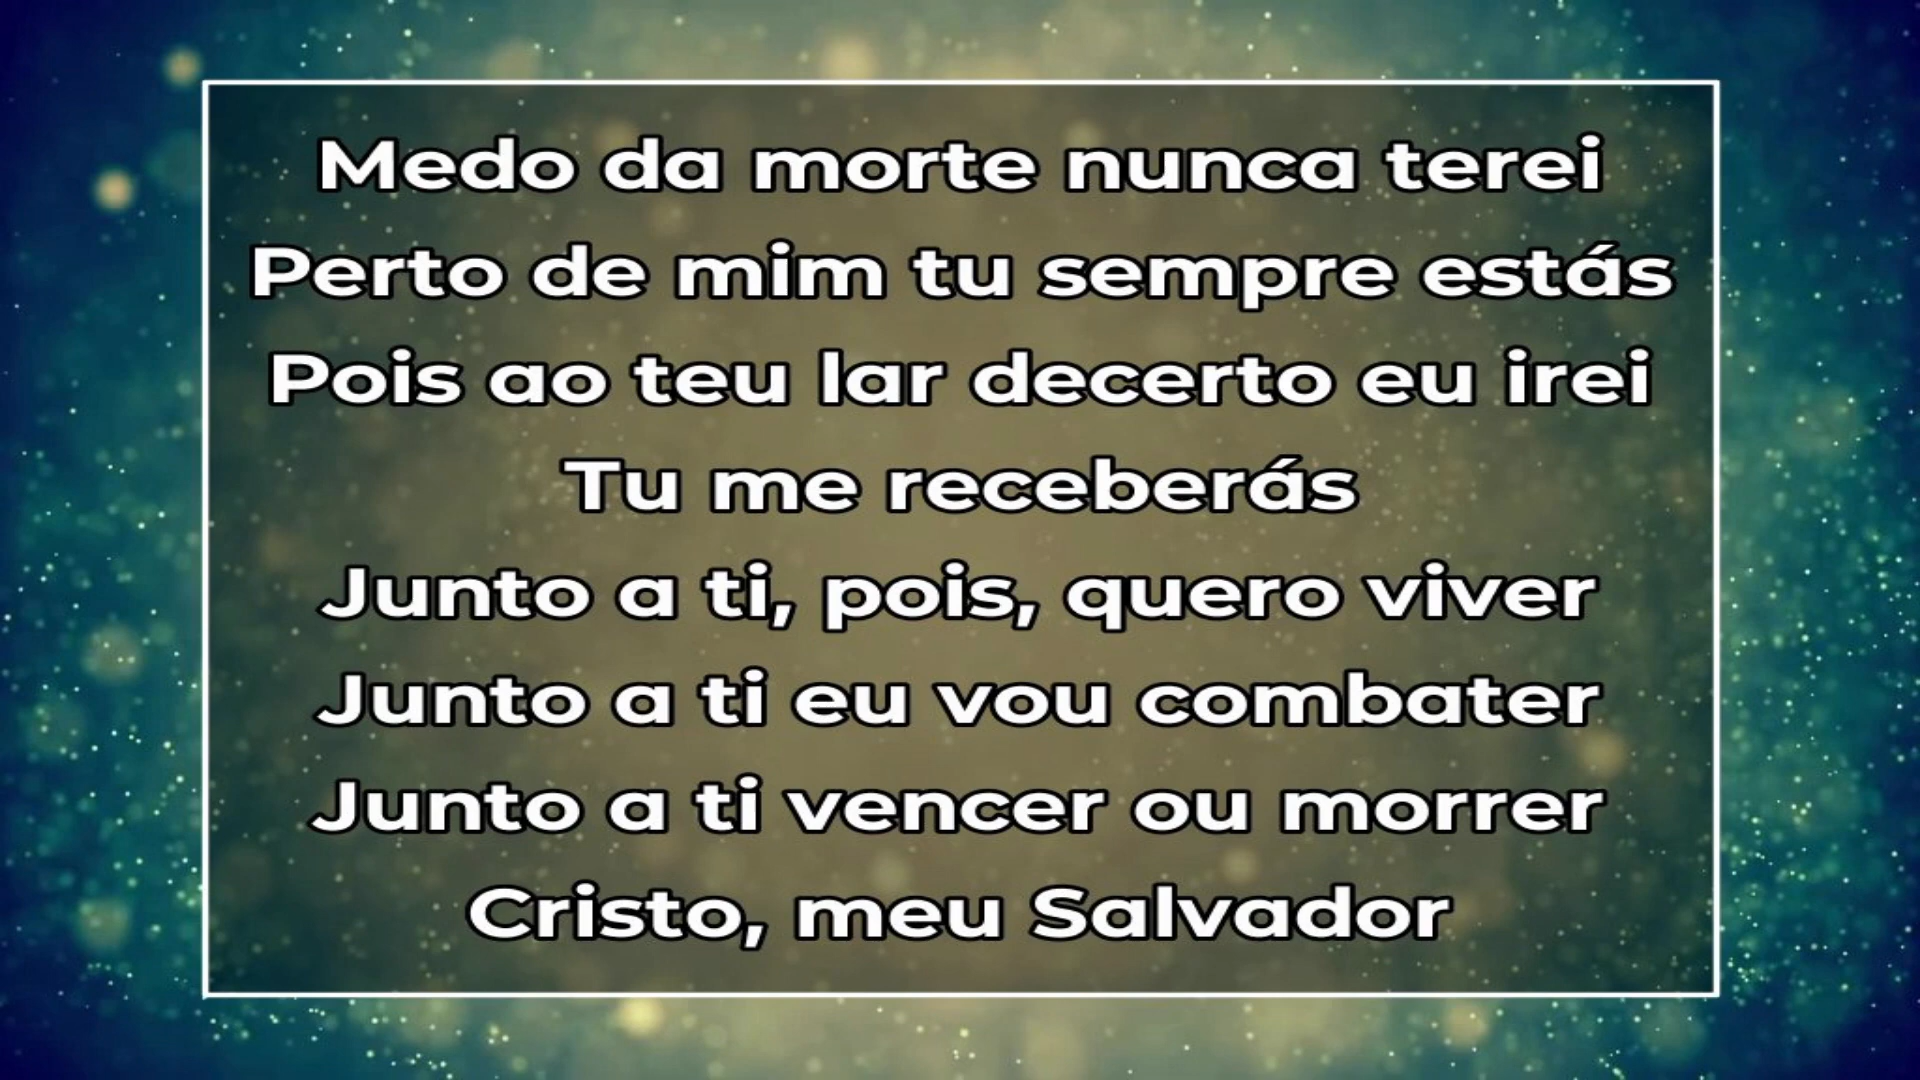 Medo da morte nunca terei
Perto de mim tu sempre estás
Pois ao teu lar decerto eu irei
Tu me receberás
Junto a ti, pois, quero viver
Junto a ti eu vou combater
Junto a ti vencer ou morrer
Cristo, meu Salvador